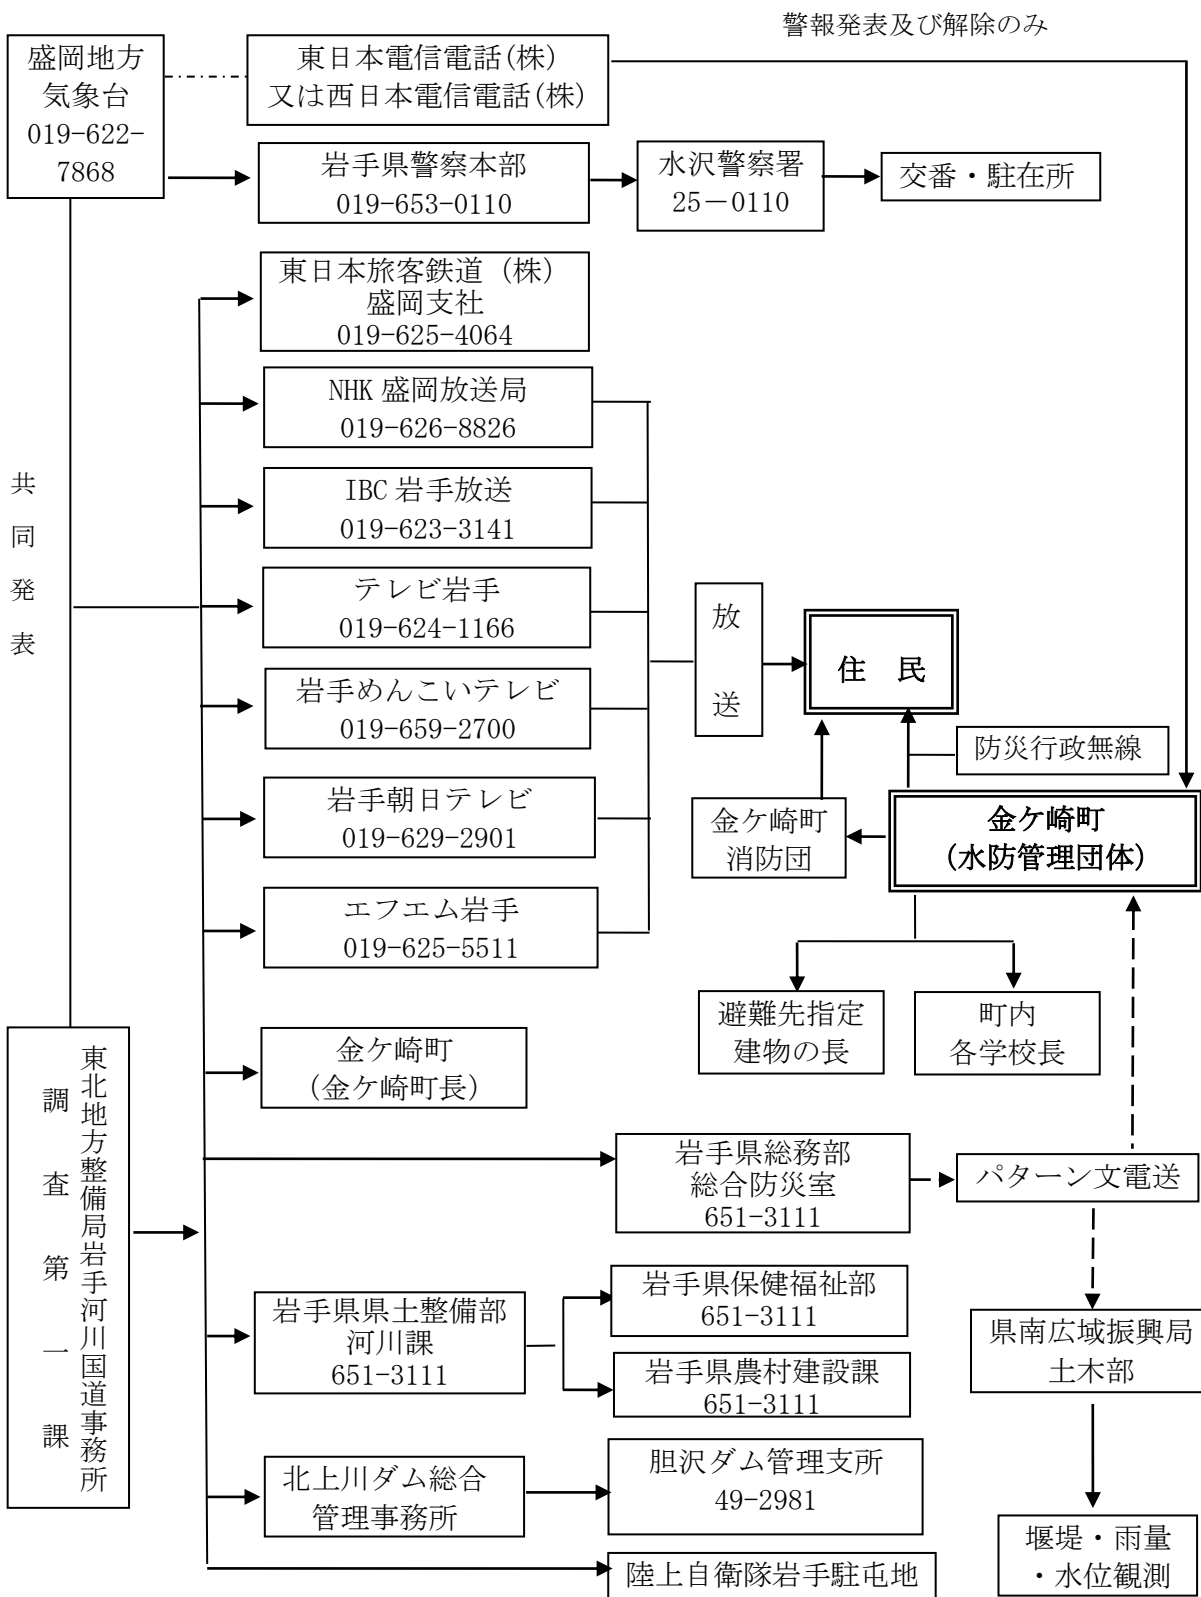 警報発表及び解除のみ
盛岡地方
気象台
019-622-
7868
東日本電信電話(株)
又は西日本電信電話(株)
岩手県警察本部
019-653-0110
水沢警察署
25－0110
交番・駐在所
東日本旅客鉄道（株）
盛岡支社
019-625-4064
NHK 盛岡放送局
019-626-8826
IBC 岩手放送
019-623-3141
テレビ岩手
019-624-1166
岩手めんこいテレビ
019-659-2700
岩手朝日テレビ
019-629-2901
エフエム岩手
019-625-5511
共同発表
放送
住　民
防災行政無線
金ケ崎町
消防団
金ケ崎町
(水防管理団体)
避難先指定
建物の長
町内
各学校長
金ケ崎町
(金ケ崎町長)
東北地方整備局岩手河川国道事務所
調査第一課
岩手県総務部
総合防災室
651-3111
パターン文電送
岩手県県土整備部
河川課
651-3111
岩手県保健福祉部
651-3111
岩手県農村建設課
651-3111
県南広域振興局
土木部
北上川ダム総合
管理事務所
胆沢ダム管理支所
49-2981
堰堤・雨量
・水位観測
陸上自衛隊岩手駐屯地